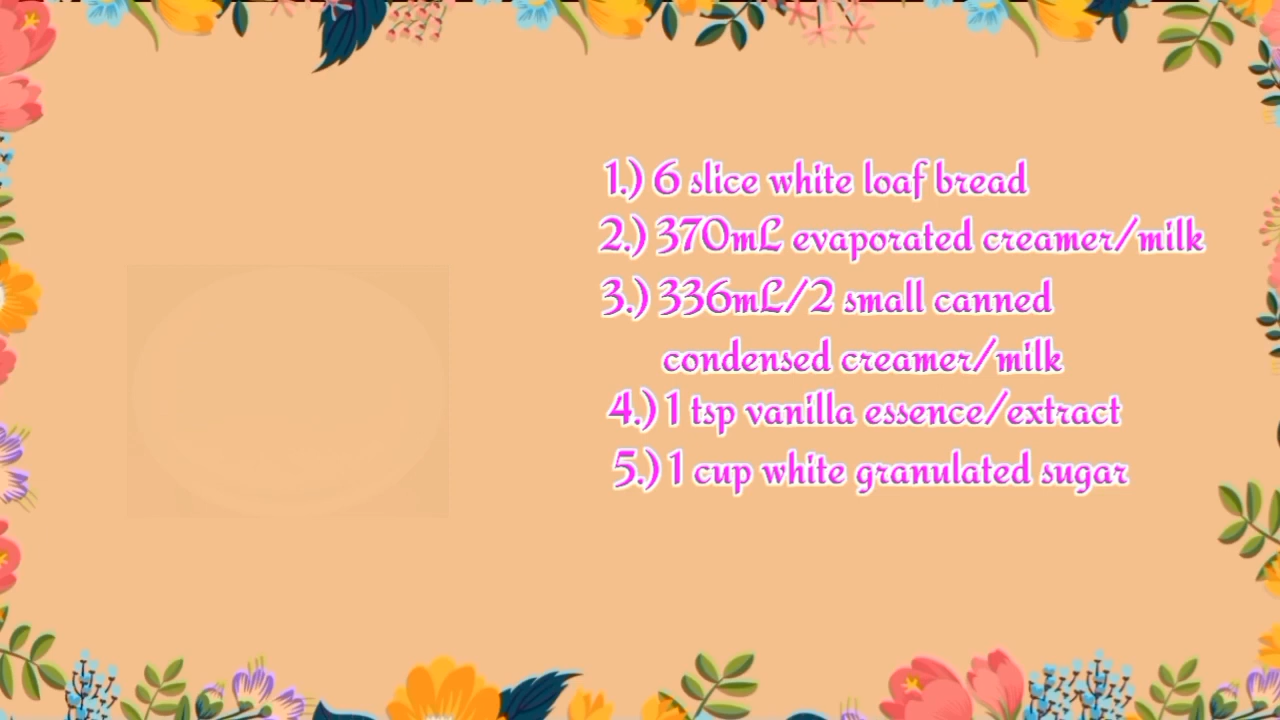 1.) 6 slice white loaf bread
2.) 370mL evaporated creamer/milk
3.) 336mL/2 small canned
condensed creamer/milk
4.) 1 tsp vanilla essence/extract
5.) 1 cup white granulated sugar